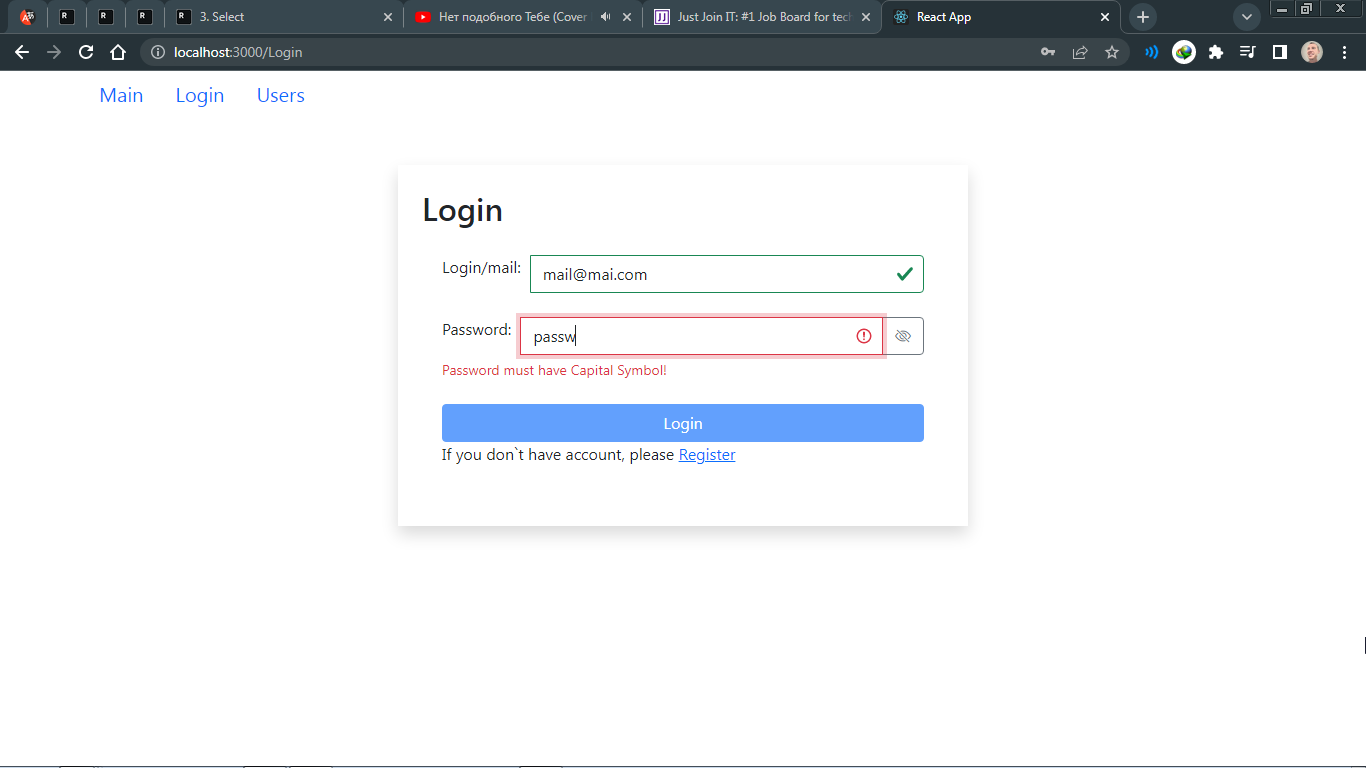 R
R
R
R
3. Select
Нет подобного Тебе (Cover
Just Join IT: #1 Job Board for tech
React App
localhost:3000/Login
Main
Login
Users
Login
Login/mail:
mail@mai.com
Password:
passw
Password must have Capital Symbol!
Login
If you don`t have account, please Register